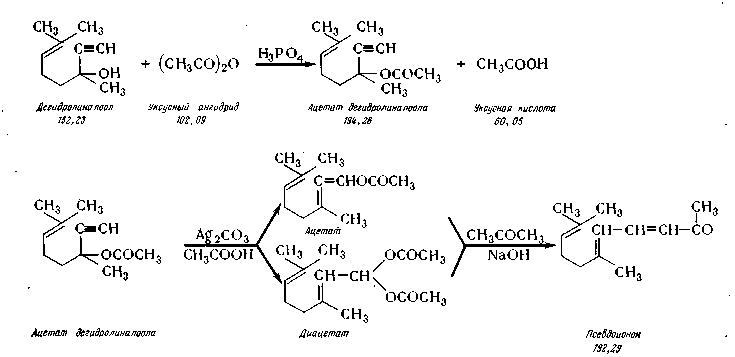 CH₃ CH₃
C≡CH
OH
CH₃
+ (CH₃CO)₂O
H₃PO₄
CH₃ CH₃
C≡CH
OCOCH₃
CH₃
+ CH₃COOH
Дегидролиналоол
152,23
Уксусный ангидрид
102,09
Ацетат дегидролиналоола
194,28
Уксусная кислота
60,05
CH₃ CH₃
C≡CH
OCOCH₃
CH₃
Ag₂CO₃
CH₃COOH
CH₃ CH₃
C=CHOCOCH₃
CH₃
Ацетат
CH₃ CH₃
CH—CH
OCOCH₃
OCOCH₃
CH₃
CH₃COCH₃
NaOH
CH₃ CH₃
CH—CH=CH—CO
CH₃
CH₃
Ацетат дегидролиналоола
Диацетат
Псевдоионон
192,29